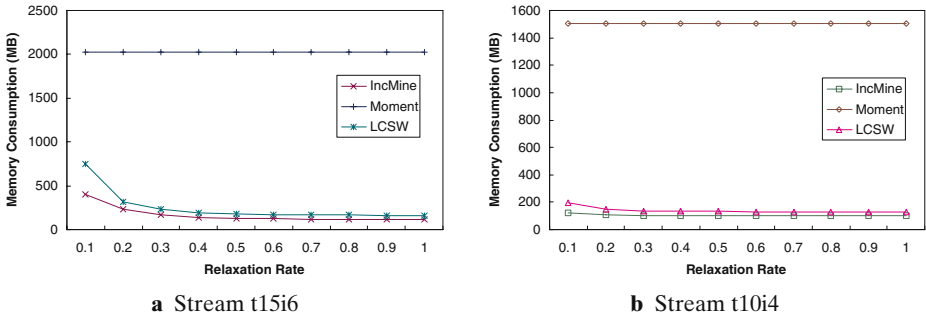 Memory Consumption (MB)
2500
2000
1500
1000
500
0
IncMine
Moment
LCSW
0.1 0.2 0.3 0.4 0.5 0.6 0.7 0.8 0.9 1
Relaxation Rate
a Stream t15i6
Memory Consumption (MB)
1600
1400
1200
1000
800
600
400
200
0
IncMine
Moment
LCSW
0.1 0.2 0.3 0.4 0.5 0.6 0.7 0.8 0.9 1
Relaxation Rate
b Stream t10i4